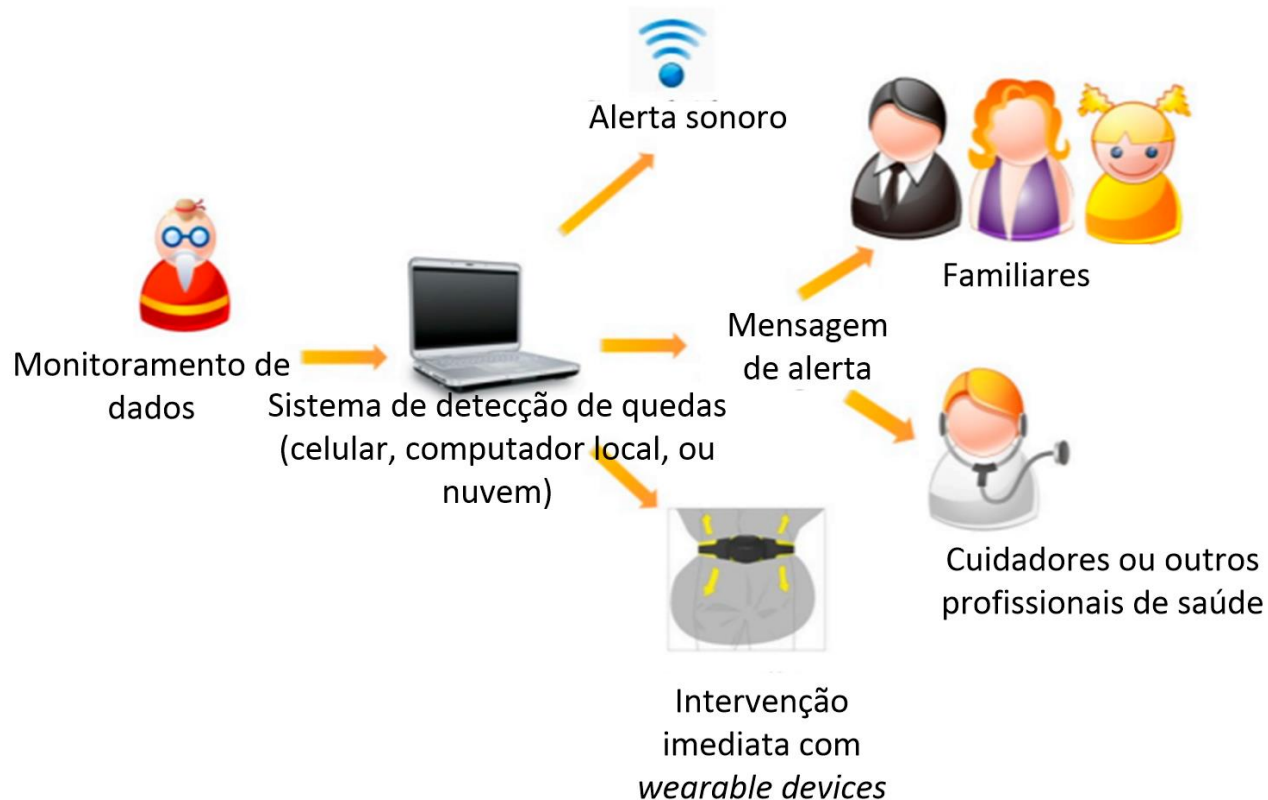 Alerta sonoro
Familiares
Mensagem
de alerta
Monitoramento de
dados
Sistema de detecção de quedas
(celular, computador local, ou
nuvem)
Cuidadores ou outros
profissionais de saúde
Intervenção
imediata com
wearable devices